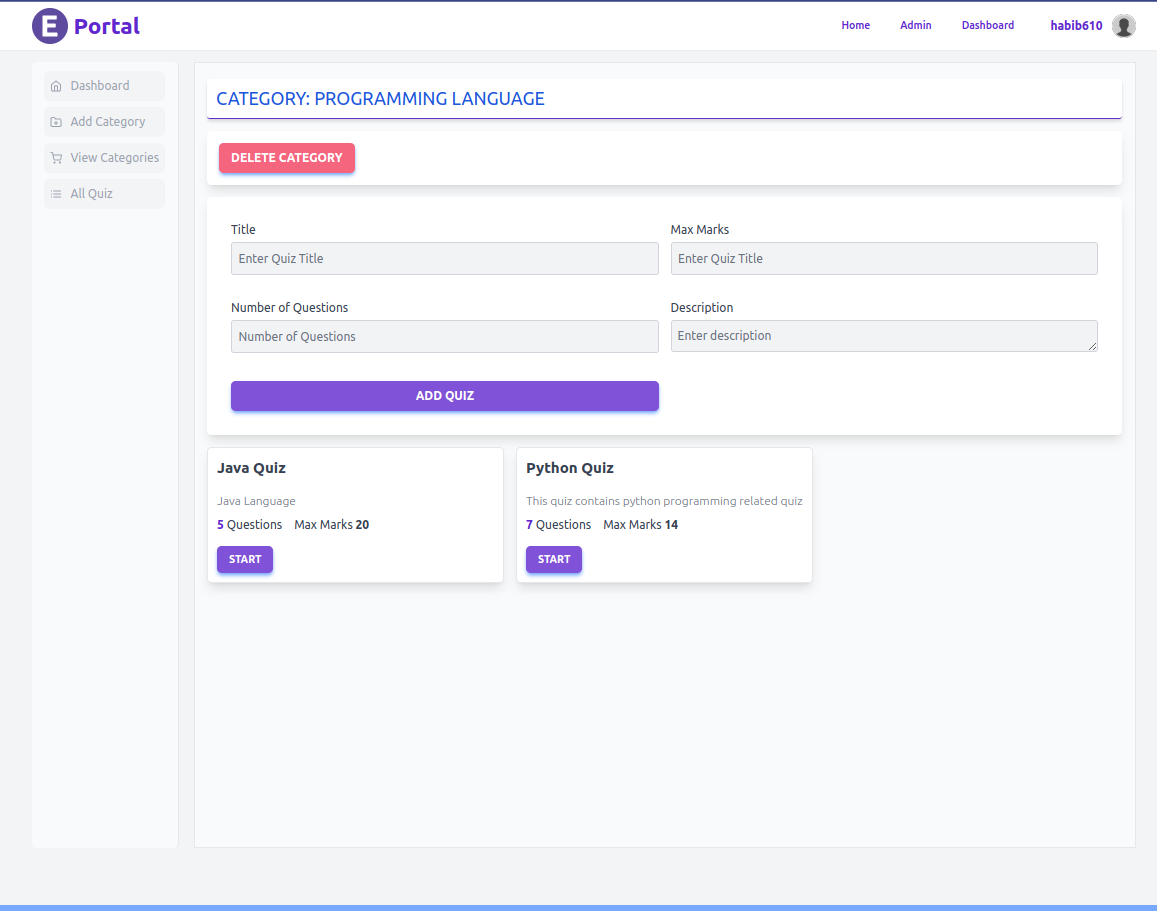 E Portal
Home Admin Dashboard habib610
Dashboard
Add Category
View Categories
All Quiz
CATEGORY: PROGRAMMING LANGUAGE
DELETE CATEGORY
Title
Enter Quiz Title
Max Marks
Enter Quiz Title
Number of Questions
Number of Questions
Description
Enter description
ADD QUIZ
Java Quiz
Java Language
5 Questions Max Marks 20
START
Python Quiz
This quiz contains python programming related quiz
7 Questions Max Marks 14
START